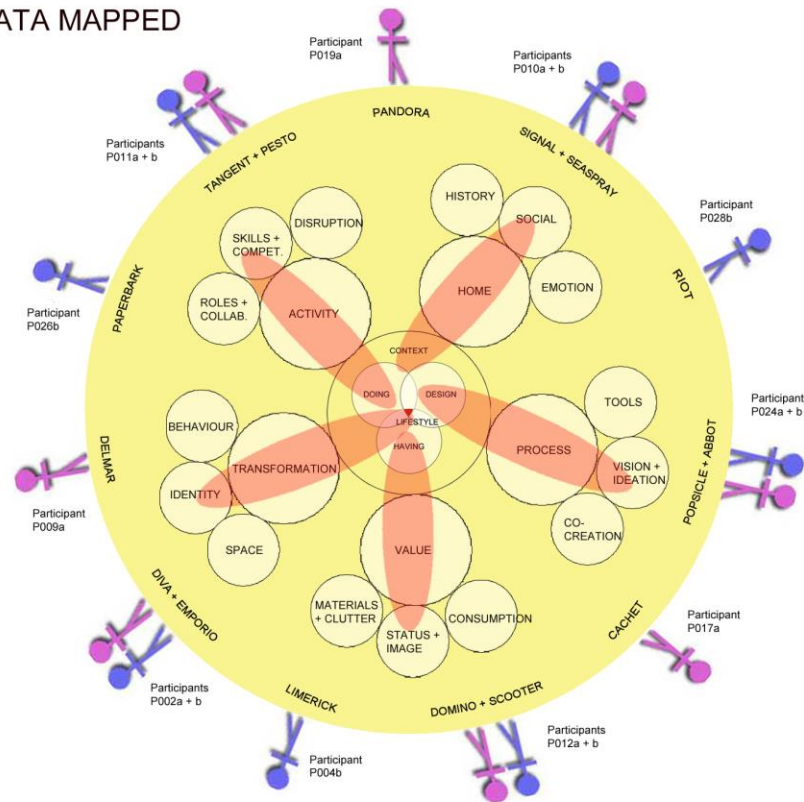 ATA MAPPED
Participant
P019a
Participants
P010a + b
Participants
P011a + b
PANDORA
TANGENT + PESTO
SIGNAL + SEASPRAY
Participant
P028b
RIOT
PAPERBARK
Participant
P026b
HISTORY
SOCIAL
DISRUPTION
SKILLS +
COMPET.
ROLES +
COLLAB.
ACTIVITY
HOME
EMOTION
CONTEXT
DOING
DESIGN
LIFESTYLE
HAVING
TOOLS
PROCESS
VISION +
IDEATION
CO-
CREATION
Participant
P024a + b
POPSICLE + ABBOT
BEHAVIOUR
TRANSFORMATION
IDENTITY
SPACE
DELMAR
Participant
P009a
VALUE
MATERIALS
+ CLUTTER
STATUS +
IMAGE
CONSUMPTION
DIVA + EMPORIO
Participants
P002a + b
CACHET
Participant
P017a
LIMERICK
DOMINO + SCOOTER
Participant
P004b
Participants
P012a + b